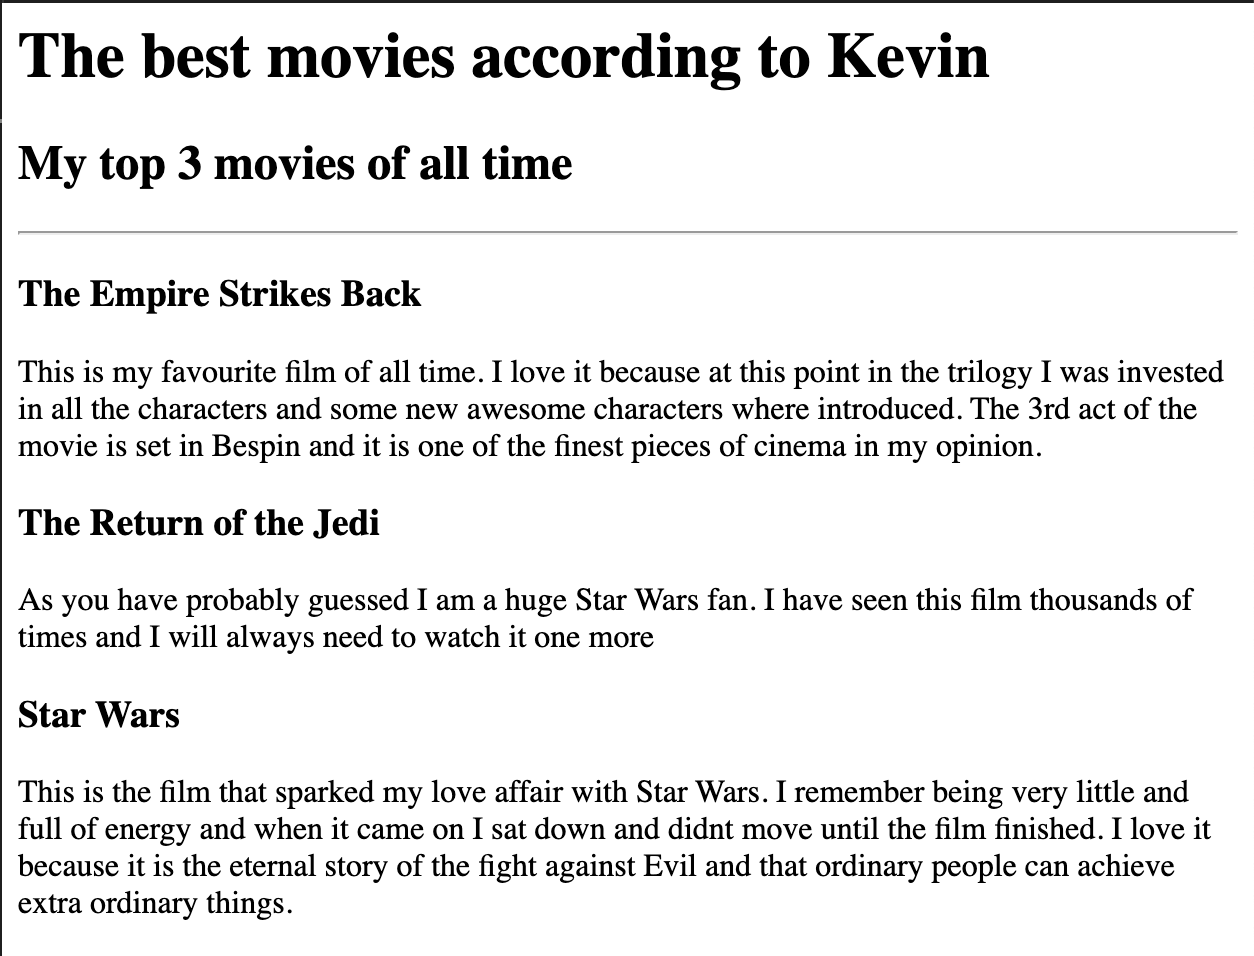 The best movies according to Kevin
My top 3 movies of all time
The Empire Strikes Back
This is my favourite film of all time. I love it because at this point in the trilogy I was invested
in all the characters and some new awesome characters where introduced. The 3rd act of the
movie is set in Bespin and it is one of the finest pieces of cinema in my opinion.
The Return of the Jedi
As you have probably guessed I am a huge Star Wars fan. I have seen this film thousands of
times and I will always need to watch it one more
Star Wars
This is the film that sparked my love affair with Star Wars. I remember being very little and
full of energy and when it came on I sat down and didnt move until the film finished. I love it
because it is the eternal story of the fight against Evil and that ordinary people can achieve
extra ordinary things.